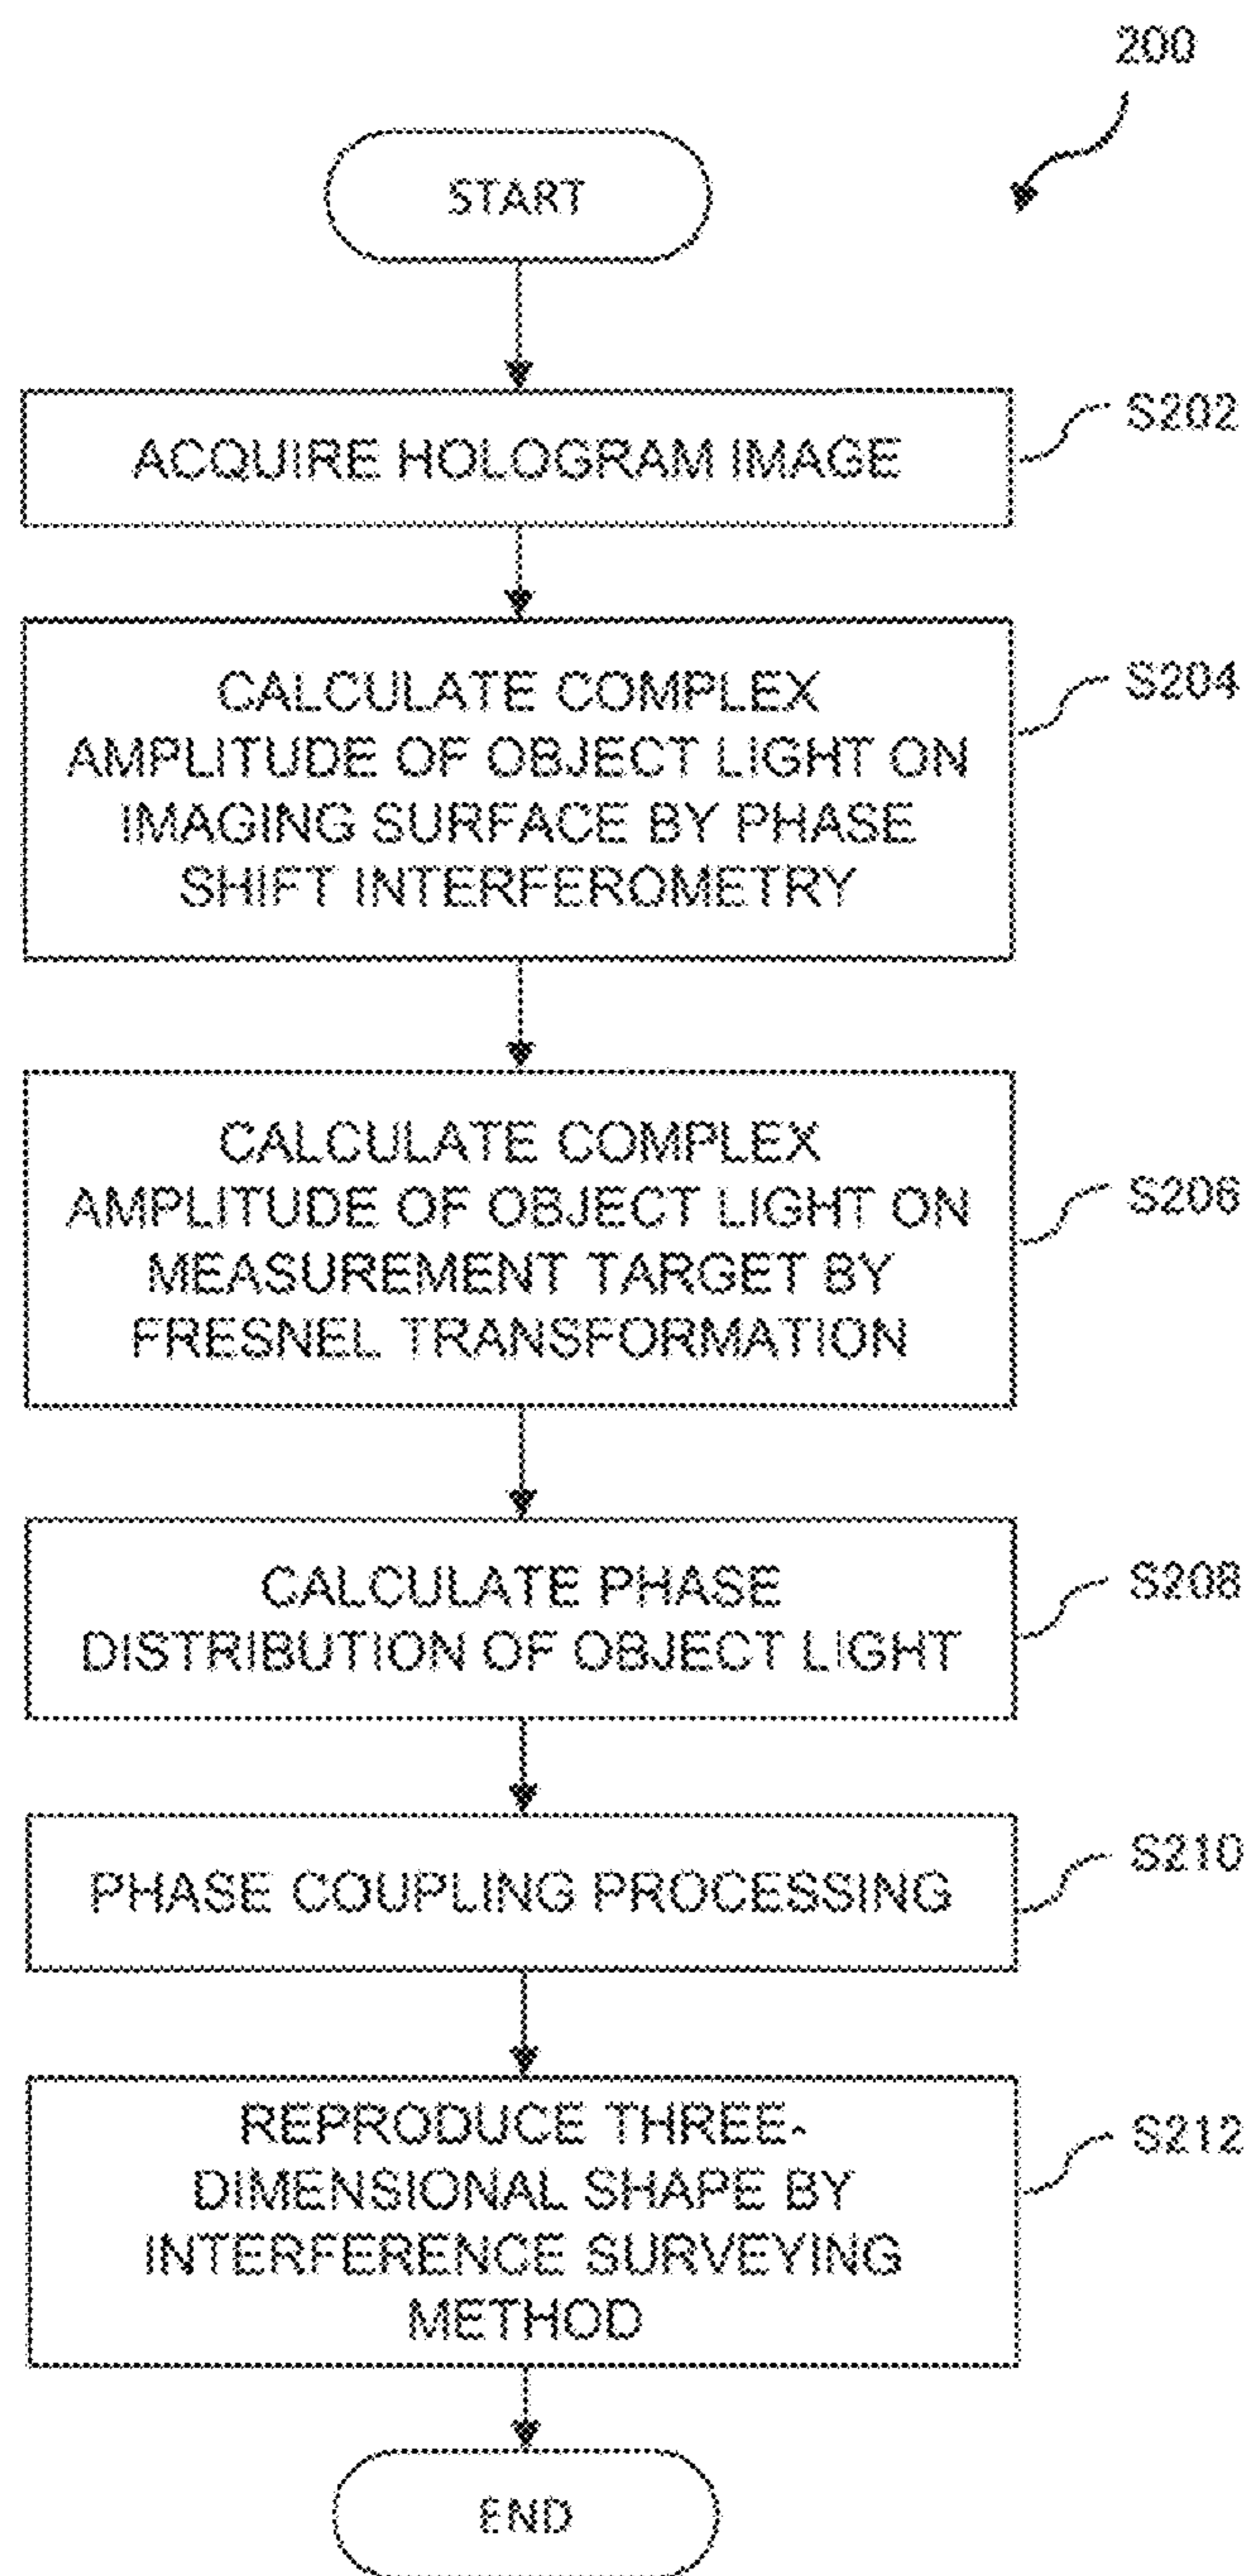 200
START
ACQUIRE HOLOGRAM IMAGE
S202
CALCULATE COMPLEX
AMPLITUDE OF OBJECT LIGHT ON
IMAGING SURFACE BY PHASE
SHIFT INTERFEROMETRY
S204
CALCULATE COMPLEX
AMPLITUDE OF OBJECT LIGHT ON
MEASUREMENT TARGET BY
FRESNEL TRANSFORMATION
S206
CALCULATE PHASE
DISTRIBUTION OF OBJECT LIGHT
S208
PHASE COUPLING PROCESSING
S210
REPRODUCE THREE-
DIMENSIONAL SHAPE BY
INTERFERENCE SURVEYING
METHOD
S212
END